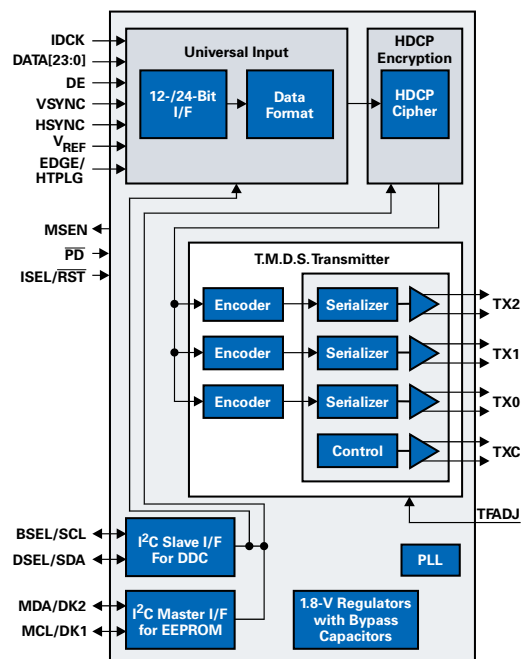 IDCK
DATA[23:0]
DE
VSYNC
HSYNC
VREF
EDGE/
HTPLG
MSEN
PD
ISEL/RST
Universal Input
12-/24-Bit
I/F
Data
Format
HDCP
Encryption
HDCP
Cipher
T.M.D.S. Transmitter
Encoder
Serializer
TX2
Encoder
Serializer
TX1
Encoder
Serializer
TX0
Control
TXC
TFADJ
BSEL/SCL
DSEL/SDA
I2C Slave I/F
For DDC
PLL
MDA/DK2
MCL/DK1
I2C Master I/F
for EEPROM
1.8-V Regulators
with Bypass
Capacitors